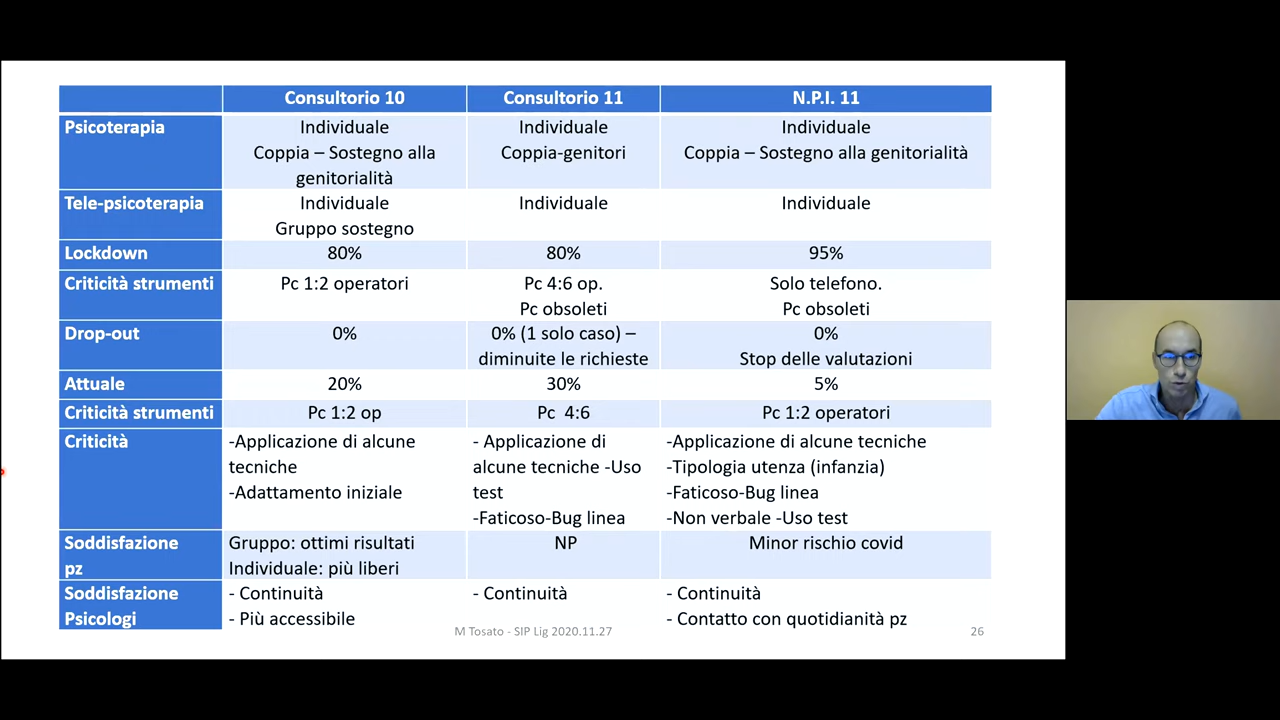 Consultorio 10 Consultorio 11 N.P.I. 11
Psicoterapia Individuale Individuale Individuale
Coppia – Sostegno alla Coppia-genitori Coppia – Sostegno alla genitorialità
genitorialità
Tele-psicoterapia Individuale Individuale Individuale
Gruppo sostegno
Lockdown 80% 80% 95%
Criticità strumenti Pc 1:2 operatori Pc 4:6 op. Solo telefono.
Pc obsoleti Pc obsoleti
Drop-out 0% 0% (1 solo caso) – 0%
diminuite le richieste Stop delle valutazioni
Attuale 20% 30% 5%
Criticità strumenti Pc 1:2 op Pc 4:6 Pc 1:2 operatori
Criticità -Applicazione di alcune - Applicazione di -Applicazione di alcune tecniche
tecniche alcune tecniche -Uso -Tipologia utenza (infanzia)
-Adattamento iniziale test -Faticoso-Bug linea
-Faticoso-Bug linea -Non verbale -Uso test
Soddisfazione Gruppo: ottimi risultati NP Minor rischio covid
pz Individuale: più liberi
Soddisfazione - Continuità - Continuità - Continuità
Psicologi - Più accessibile - Contatto con quotidianità pz
M Tosato - SIP Lig 2020.11.27 26